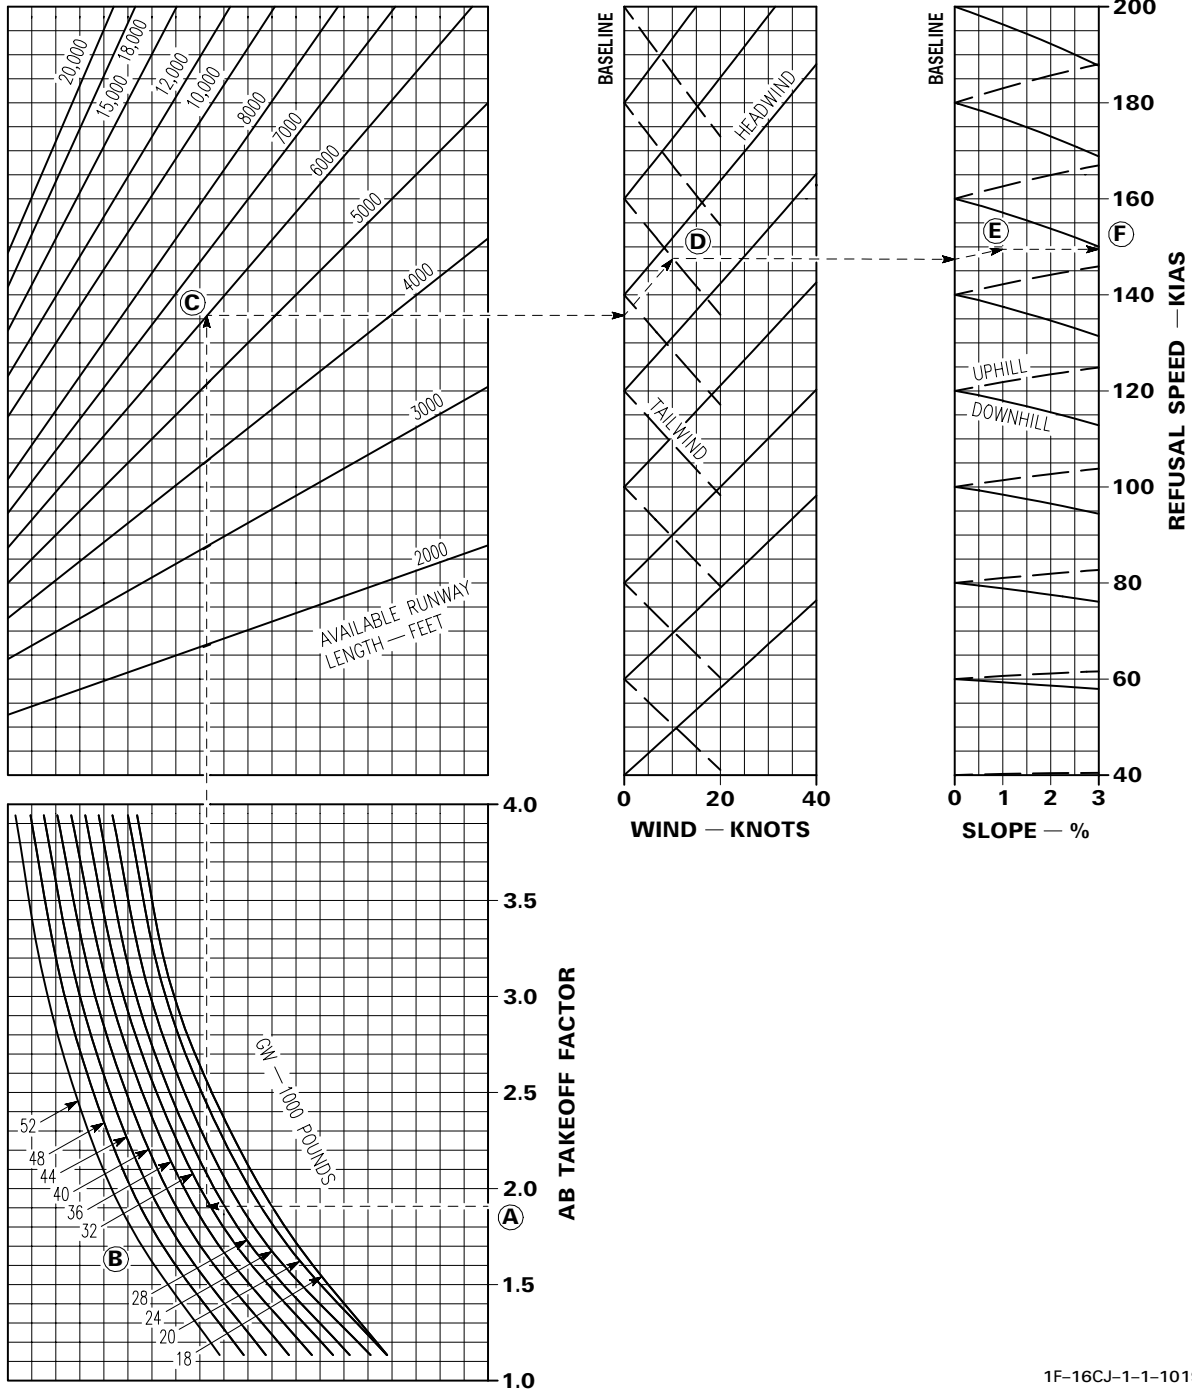 20,000
18,000
15,000
12,000
10,000
8000
7000
6000
5000
4000
3000
2000
AVAILABLE RUNWAY
LENGTH — FEET
C
BASELINE
HEADWIND
TAILWIND
D
0
20
40
WIND — KNOTS
BASELINE
E
F
UPHILL
DOWNHILL
0
1
2
3
SLOPE — %
200
180
160
140
120
100
80
60
40
REFUSAL SPEED — KIAS
4.0
3.5
3.0
2.5
2.0
1.5
1.0
AB TAKEOFF FACTOR
A
GW — 1000 POUNDS
52
48
44
40
36
32
B
28
24
20
18